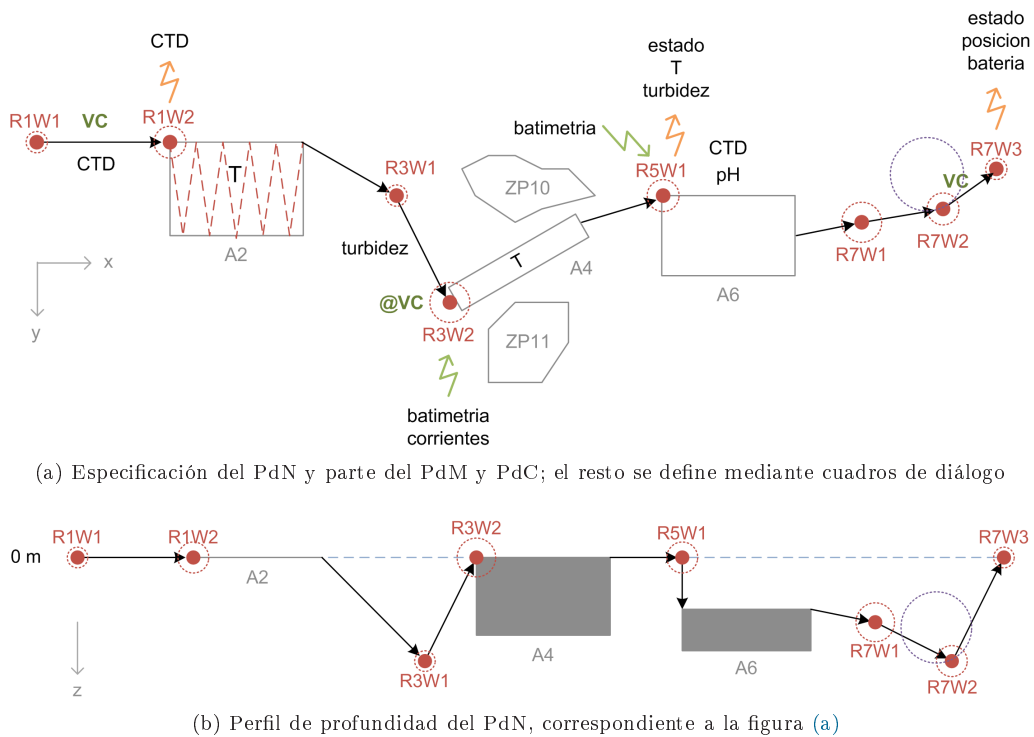 CTD
R1W1
VC
R1W2
CTD
T
A2
x
y
R3W1
turbidez
@VC
R3W2
batimetria
corrientes
ZP10
T
A4
ZP11
batimetria
estado
T
turbidez
R5W1
CTD
pH
A6
R7W1
R7W2
VC
R7W3
estado
posicion
bateria
(a) Especificación del PdN y parte del PdM y PdC; el resto se define mediante cuadros de diálogo
0 m
R1W1
R1W2
A2
z
R3W1
R3W2
A4
R5W1
A6
R7W1
R7W2
R7W3
(b) Perfil de profundidad del PdN, correspondiente a la figura (a)